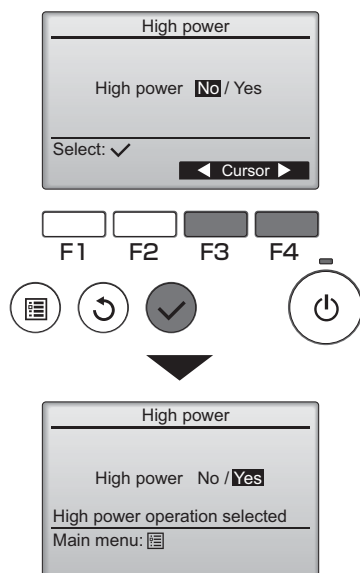 High power
High power No / Yes
Select:
Cursor
F1 F2 F3 F4
High power
High power No / Yes
High power operation selected
Main menu: